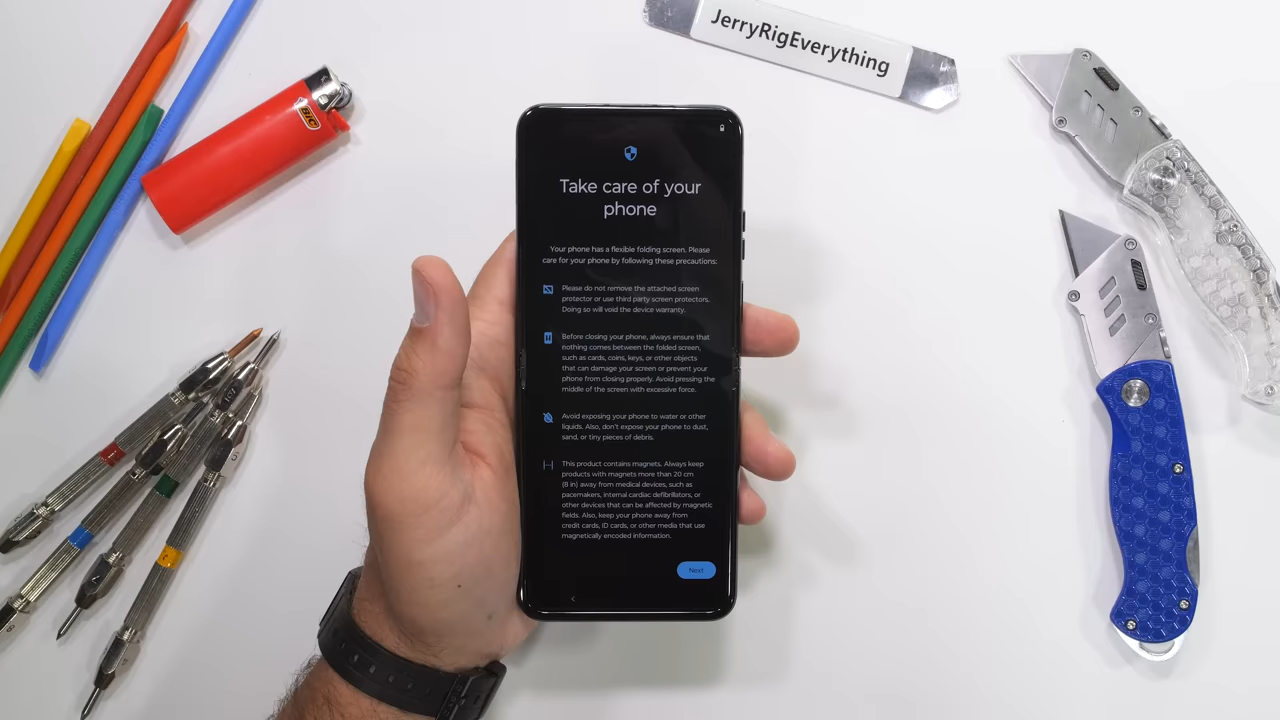 JerryRigEverything
BIC
Take care of your
phone
Your phone has a flexible folding screen. Please
care for your phone by following these precautions:
Please do not remove the attached screen
protector or use third party screen protectors.
Doing so will void the device warranty.
Before closing your phone, always ensure that
nothing comes between the folded screen,
such as cards, coins, keys, or other objects
that can damage your screen or prevent your
phone from closing properly. Avoid pressing the
middle of the screen with excessive force.
Avoid exposing your phone to water or other
liquids. Also, don't expose your phone to dust,
sand, or tiny pieces of debris.
This product contains magnets. Always keep
products with magnets more than 20 cm
(8 in) away from medical devices, such as
pacemakers, internal cardiac defibrillators, or
other devices that can be affected by magnetic
fields. Also, keep your phone away from
credit cards, ID cards, or other media that use
magnetically encoded information.
Next